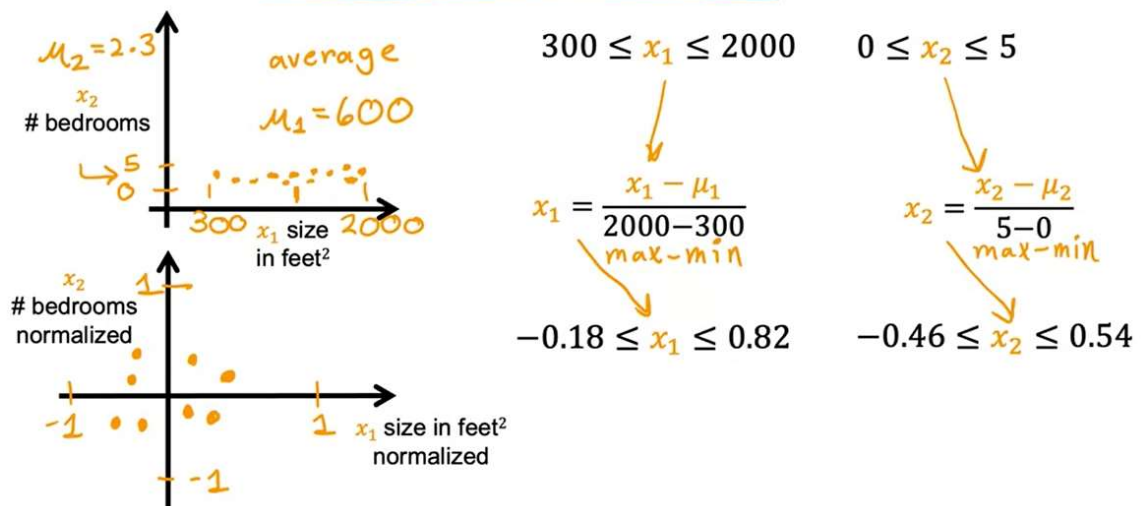 μ₂=2.3
average
x₂
# bedrooms
μ₁=600
5
0
300
x₁ size
in feet²
2000
300 ≤ x₁ ≤ 2000
x₁ = (x₁ − μ₁)/(2000−300)
max-min
−0.18 ≤ x₁ ≤ 0.82
0 ≤ x₂ ≤ 5
x₂ = (x₂ − μ₂)/(5−0)
max-min
−0.46 ≤ x₂ ≤ 0.54
x₂
# bedrooms
normalized
1
-1
1
x₁ size in feet²
normalized
-1